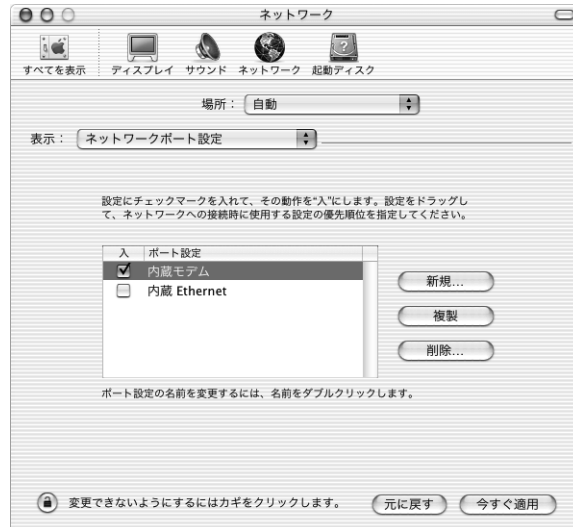 ネットワーク
すべてを表示 ディスプレイ サウンド ネットワーク 起動ディスク
場所： 自動
表示： ネットワークポート設定
設定にチェックマークを入れて、その動作を“入”にします。設定をドラッグし
て、ネットワークへの接続時に使用する設定の優先順位を指定してください。
入 ポート設定
内蔵モデム
内蔵 Ethernet
新規...
複製
削除...
ポート設定の名前を変更するには、名前をダブルクリックします。
変更できないようにするにはカギをクリックします。 元に戻す 今すぐ適用